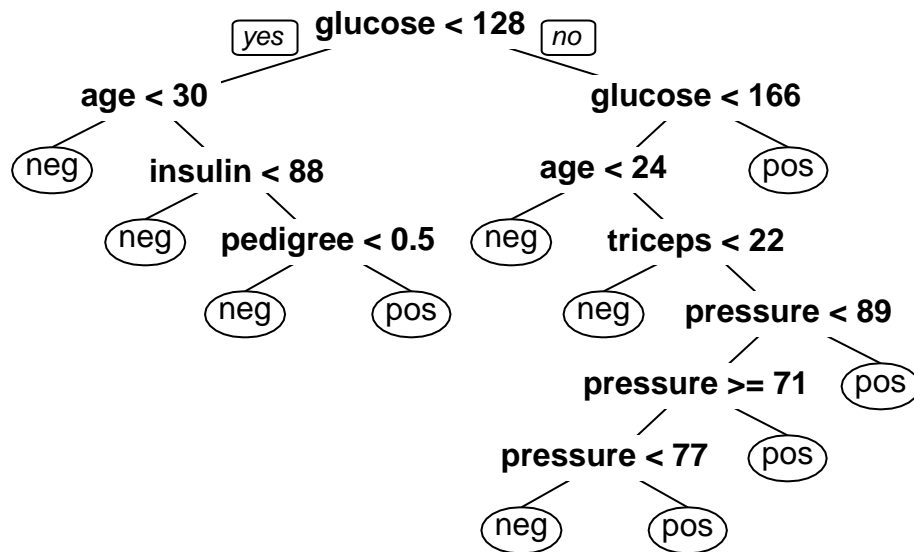 yes glucose < 128 no
age < 30 glucose < 166
neg insulin < 88 age < 24 pos
neg pedigree < 0.5 neg triceps < 22
neg pos neg pressure < 89
pressure >= 71 pos
pressure < 77 pos
neg pos